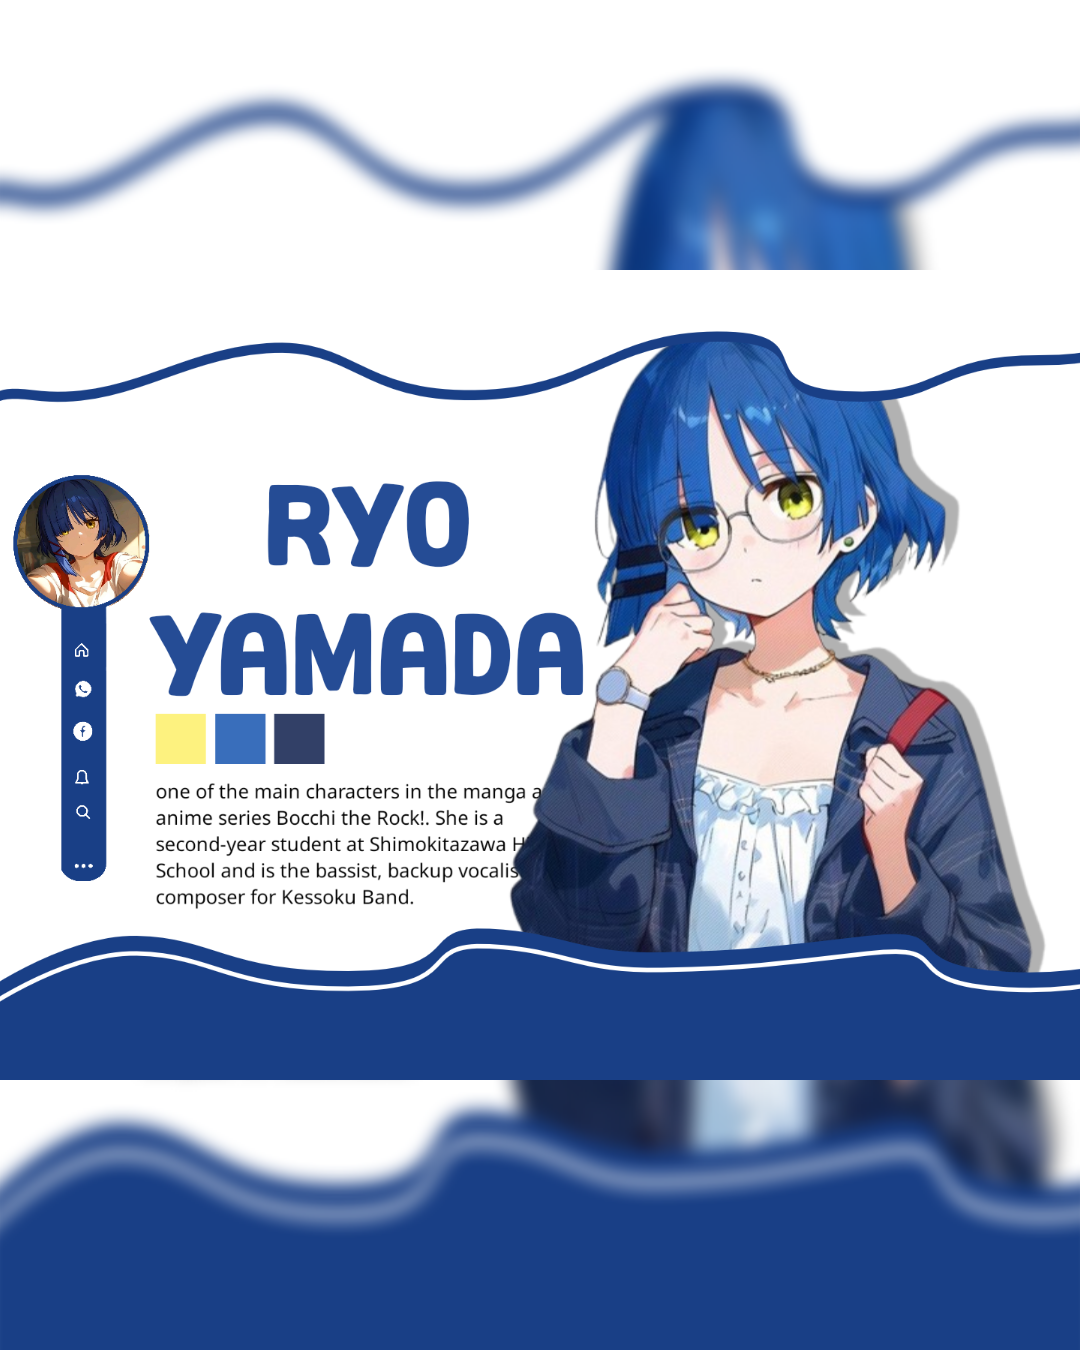 RYO
YAMADA
one of the main characters in the manga
anime series Bocchi the Rock!. She is a
second-year student at Shimokitazawa
School and is the bassist, backup
composer for Kessoku Band.